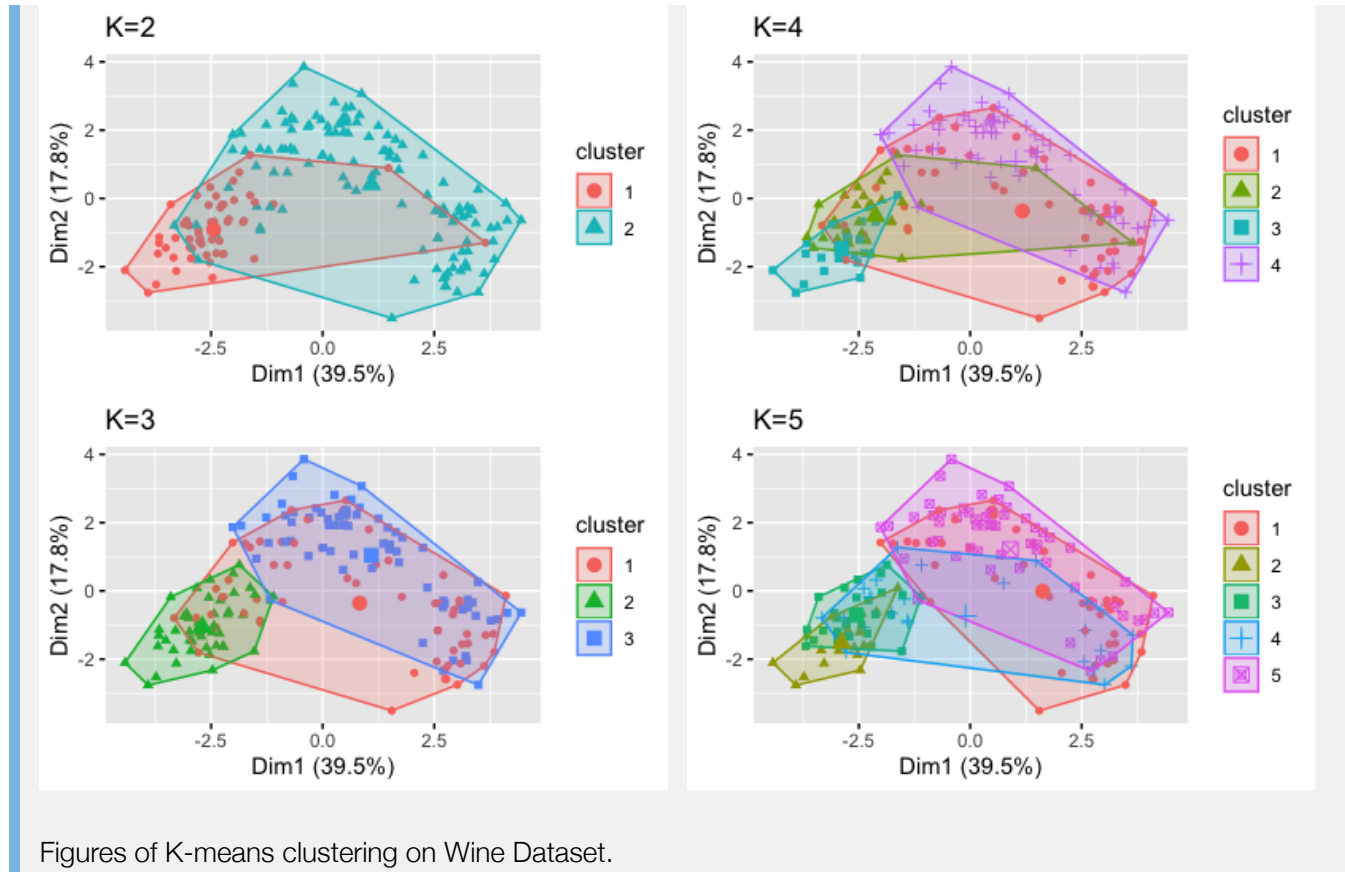 K=2
4
2
0
-2
Dim2 (17.8%)
-2.5 0.0 2.5
Dim1 (39.5%)
cluster
1
2
K=4
4
2
0
-2
Dim2 (17.8%)
-2.5 0.0 2.5
Dim1 (39.5%)
cluster
1
2
3
4
K=3
4
2
0
-2
Dim2 (17.8%)
-2.5 0.0 2.5
Dim1 (39.5%)
cluster
1
2
3
K=5
4
2
0
-2
Dim2 (17.8%)
-2.5 0.0 2.5
Dim1 (39.5%)
cluster
1
2
3
4
5
Figures of K-means clustering on Wine Dataset.